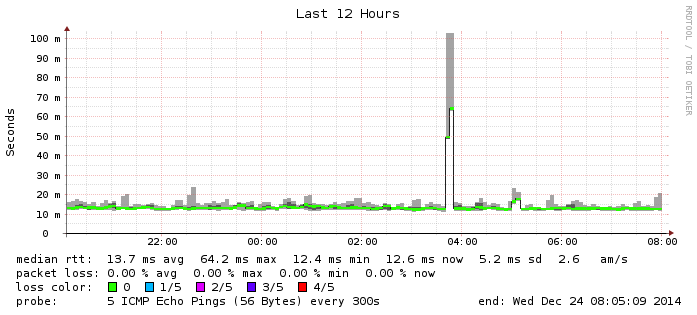 Last 12 Hours
RRDTOOL / TOBI OETIKER
Seconds
100 m
90 m
80 m
70 m
60 m
50 m
40 m
30 m
20 m
10 m
0
22:00 00:00 02:00 04:00 06:00 08:00
median rtt: 13.7 ms avg 64.2 ms max 12.4 ms min 12.6 ms now 5.2 ms sd 2.6 am/s
packet loss: 0.00 % avg 0.00 % max 0.00 % min 0.00 % now
loss color: 0 1/5 2/5 3/5 4/5
probe: 5 ICMP Echo Pings (56 Bytes) every 300s end: Wed Dec 24 08:05:09 2014